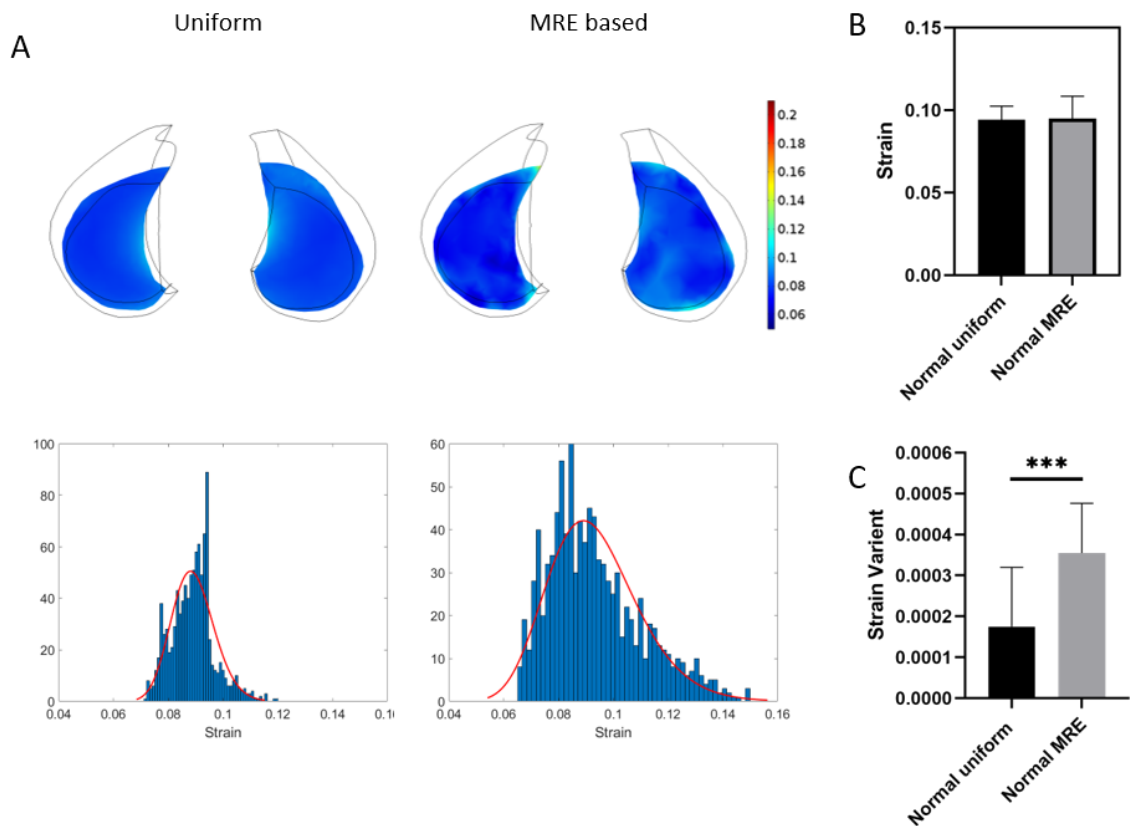 A
Uniform
MRE based
0.2
0.18
0.16
0.14
0.12
0.1
0.08
0.06
100
80
60
40
20
0
0.04 0.06 0.08 0.1 0.12 0.14 0.16
Strain
60
50
40
30
20
10
0
0.04 0.06 0.08 0.1 0.12 0.14 0.16
Strain
B
0.15
0.10
0.05
0.00
Strain
Normal uniform
Normal MRE
C
0.0006
0.0005
0.0004
0.0003
0.0002
0.0001
0.0000
Strain Varient
***
Normal uniform
Normal MRE